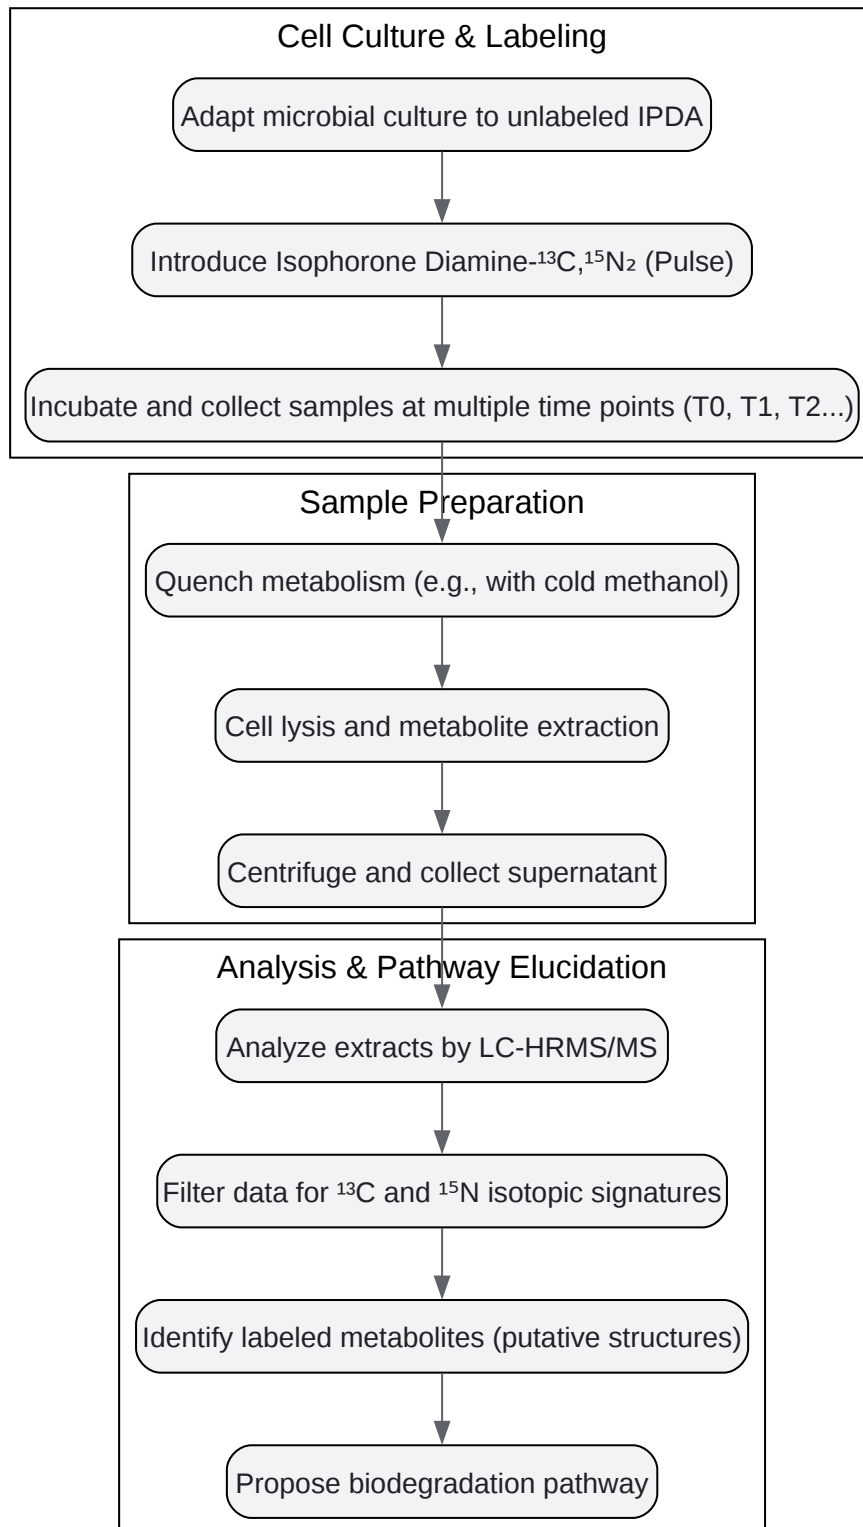 Cell Culture & Labeling
Adapt microbial culture to unlabeled IPDA
Introduce Isophorone Diamine-¹³C,¹⁵N₂ (Pulse)
Incubate and collect samples at multiple time points (T0, T1, T2...)
Sample Preparation
Quench metabolism (e.g., with cold methanol)
Cell lysis and metabolite extraction
Centrifuge and collect supernatant
Analysis & Pathway Elucidation
Analyze extracts by LC-HRMS/MS
Filter data for ¹³C and ¹⁵N isotopic signatures
Identify labeled metabolites (putative structures)
Propose biodegradation pathway